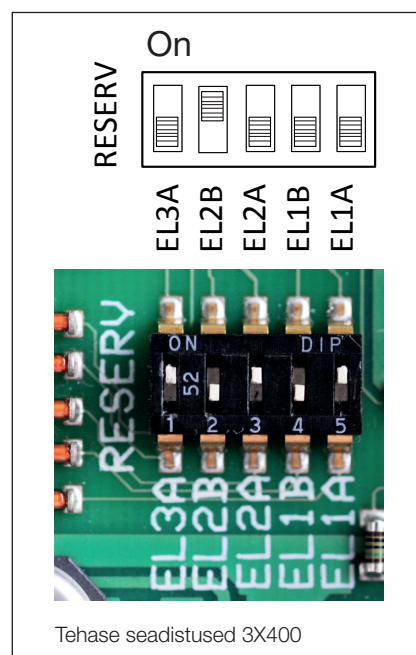 On
RESERV
EL3A
EL2B
EL2A
EL1B
EL1A
ON DIP
52
1 2 3 4 5
RESERV
EL3A
EL2B
EL2A
EL1B
EL1A
Tehase seadistused 3X400